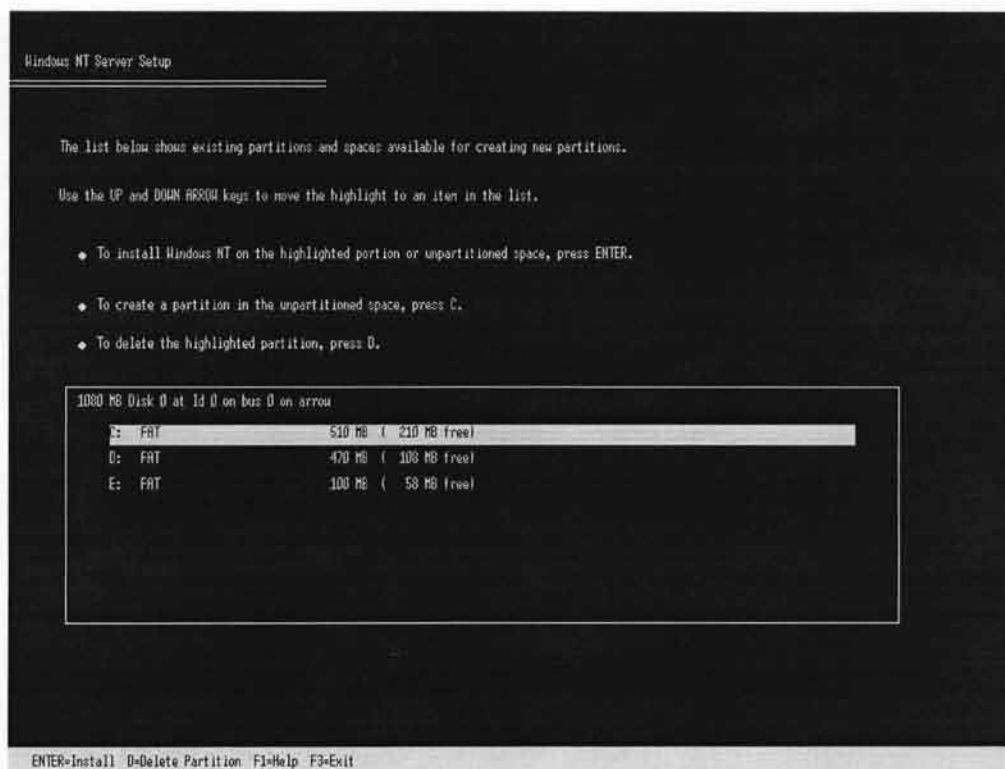 Windows NT Server Setup
The list below shows existing partitions and spaces available for creating new partitions.
Use the UP and DOWN ARROW keys to move the highlight to an item in the list.
◆ To install Windows NT on the highlighted portion or unpartitioned space, press ENTER.
◆ To create a partition in the unpartitioned space, press C.
◆ To delete the highlighted partition, press D.
1080 MB Disk 0 at Id 0 on bus 0 on arrow
C: FAT 510 MB ( 210 MB free)
D: FAT 470 MB ( 108 MB free)
E: FAT 100 MB ( 58 MB free)
ENTER=Install D=Delete Partition F1=Help F3=Exit